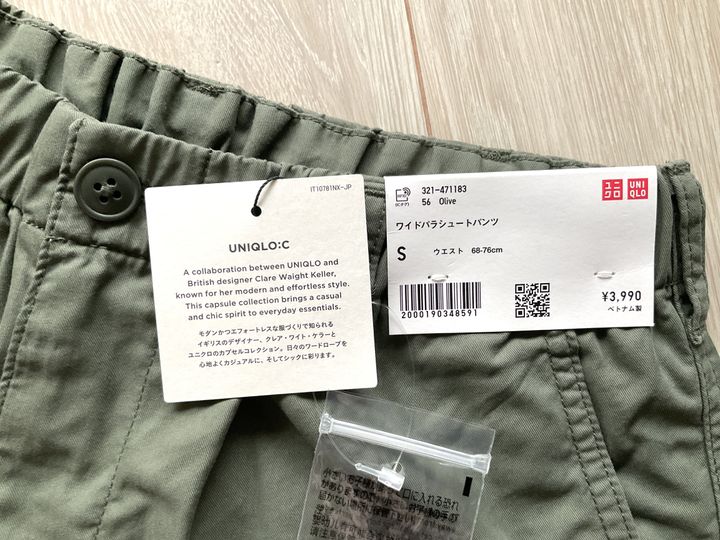 IT10781NX-JP
UNIQLO:C
A collaboration between UNIQLO and
British designer Clare Waight Keller,
known for her modern and effortless style.
This capsule collection brings a casual
and chic spirit to everyday essentials.
モダンかつエフォートレスな服づくりで知られる
イギリスのデザイナー、クレア・ワイト・ケラーと
ユニクロのカプセルコレクション。日々のワードローブを
心地よくカジュアルに、そしてシックに彩ります。
321-471183
56 Olive
ユニ
クロ
UNI
QLO
ワイドパラシュートパンツ
S ウエスト 68-76cm
2000190348591
¥3,990
ベトナム製